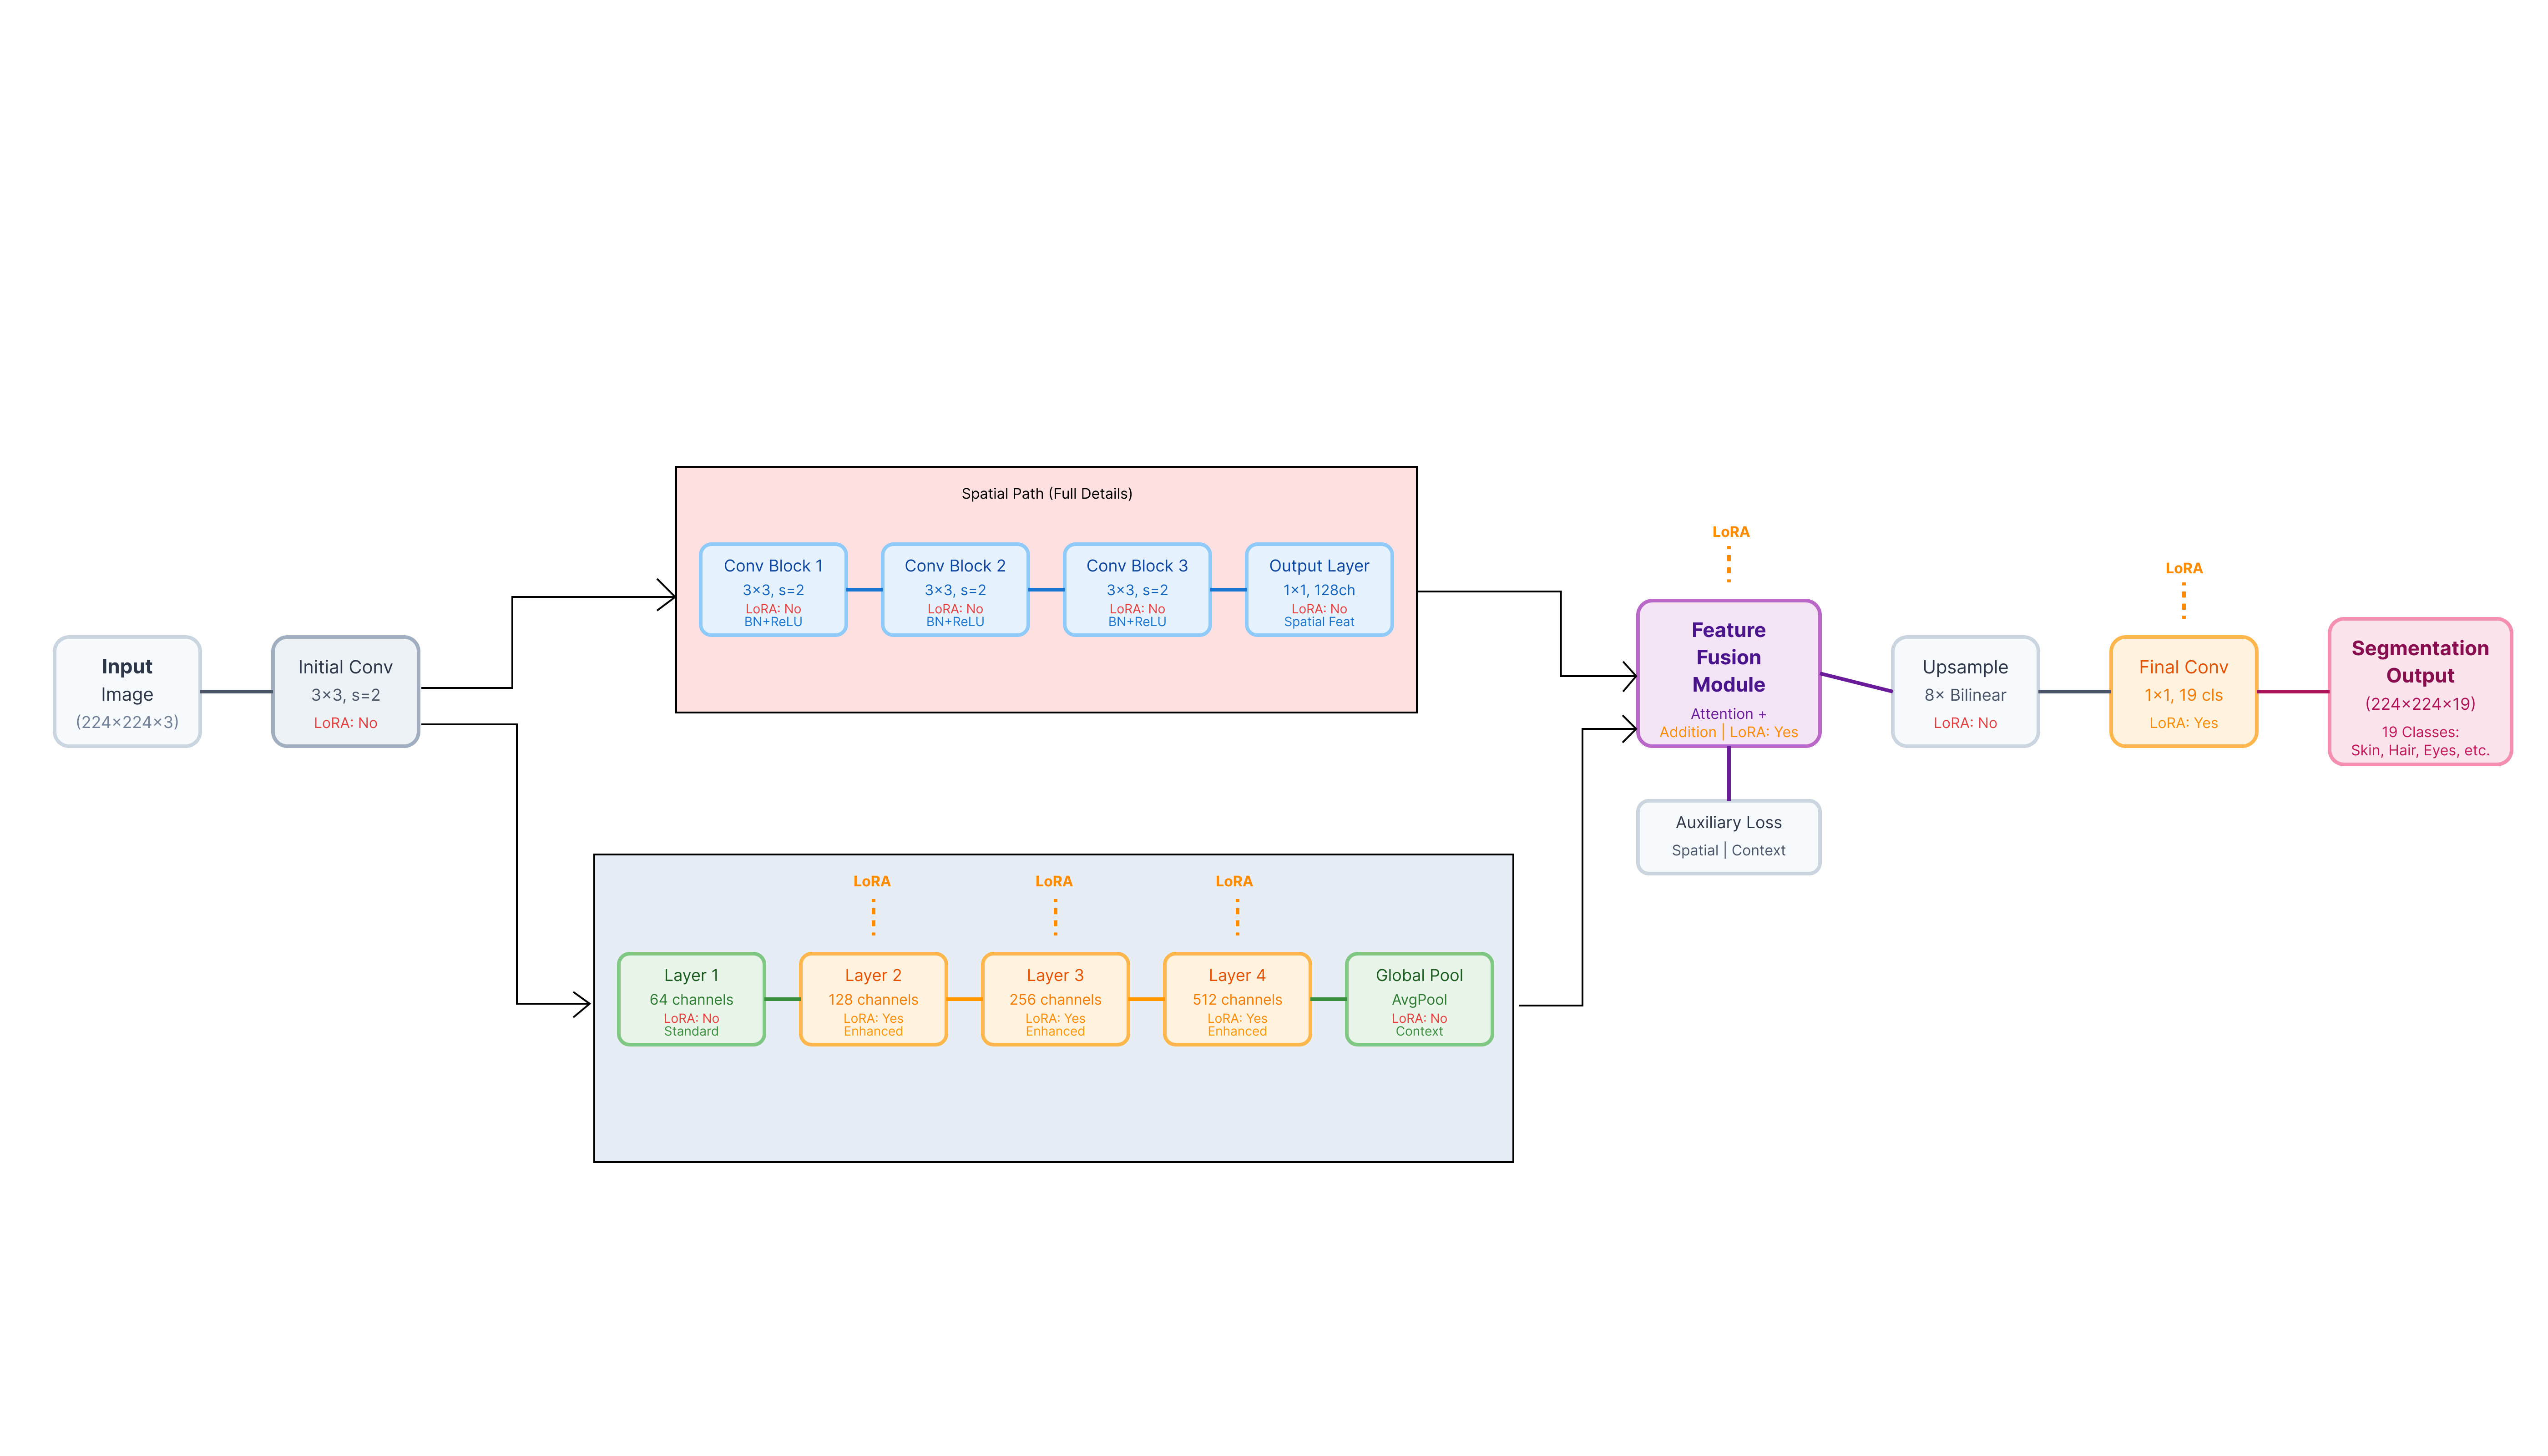 Input
Image
(224×224×3)
Initial Conv
3×3, s=2
LoRA: No
Spatial Path (Full Details)
Conv Block 1
3×3, s=2
LoRA: No
BN+ReLU
Conv Block 2
3×3, s=2
LoRA: No
BN+ReLU
Conv Block 3
3×3, s=2
LoRA: No
BN+ReLU
Output Layer
1×1, 128ch
LoRA: No
Spatial Feat
LoRA
LoRA
LoRA
Layer 1
64 channels
LoRA: No
Standard
Layer 2
128 channels
LoRA: Yes
Enhanced
Layer 3
256 channels
LoRA: Yes
Enhanced
Layer 4
512 channels
LoRA: Yes
Enhanced
Global Pool
AvgPool
LoRA: No
Context
LoRA
Feature
Fusion
Module
Attention +
Addition | LoRA: Yes
Auxiliary Loss
Spatial | Context
Upsample
8× Bilinear
LoRA: No
LoRA
Final Conv
1×1, 19 cls
LoRA: Yes
Segmentation
Output
(224×224×19)
19 Classes:
Skin, Hair, Eyes, etc.